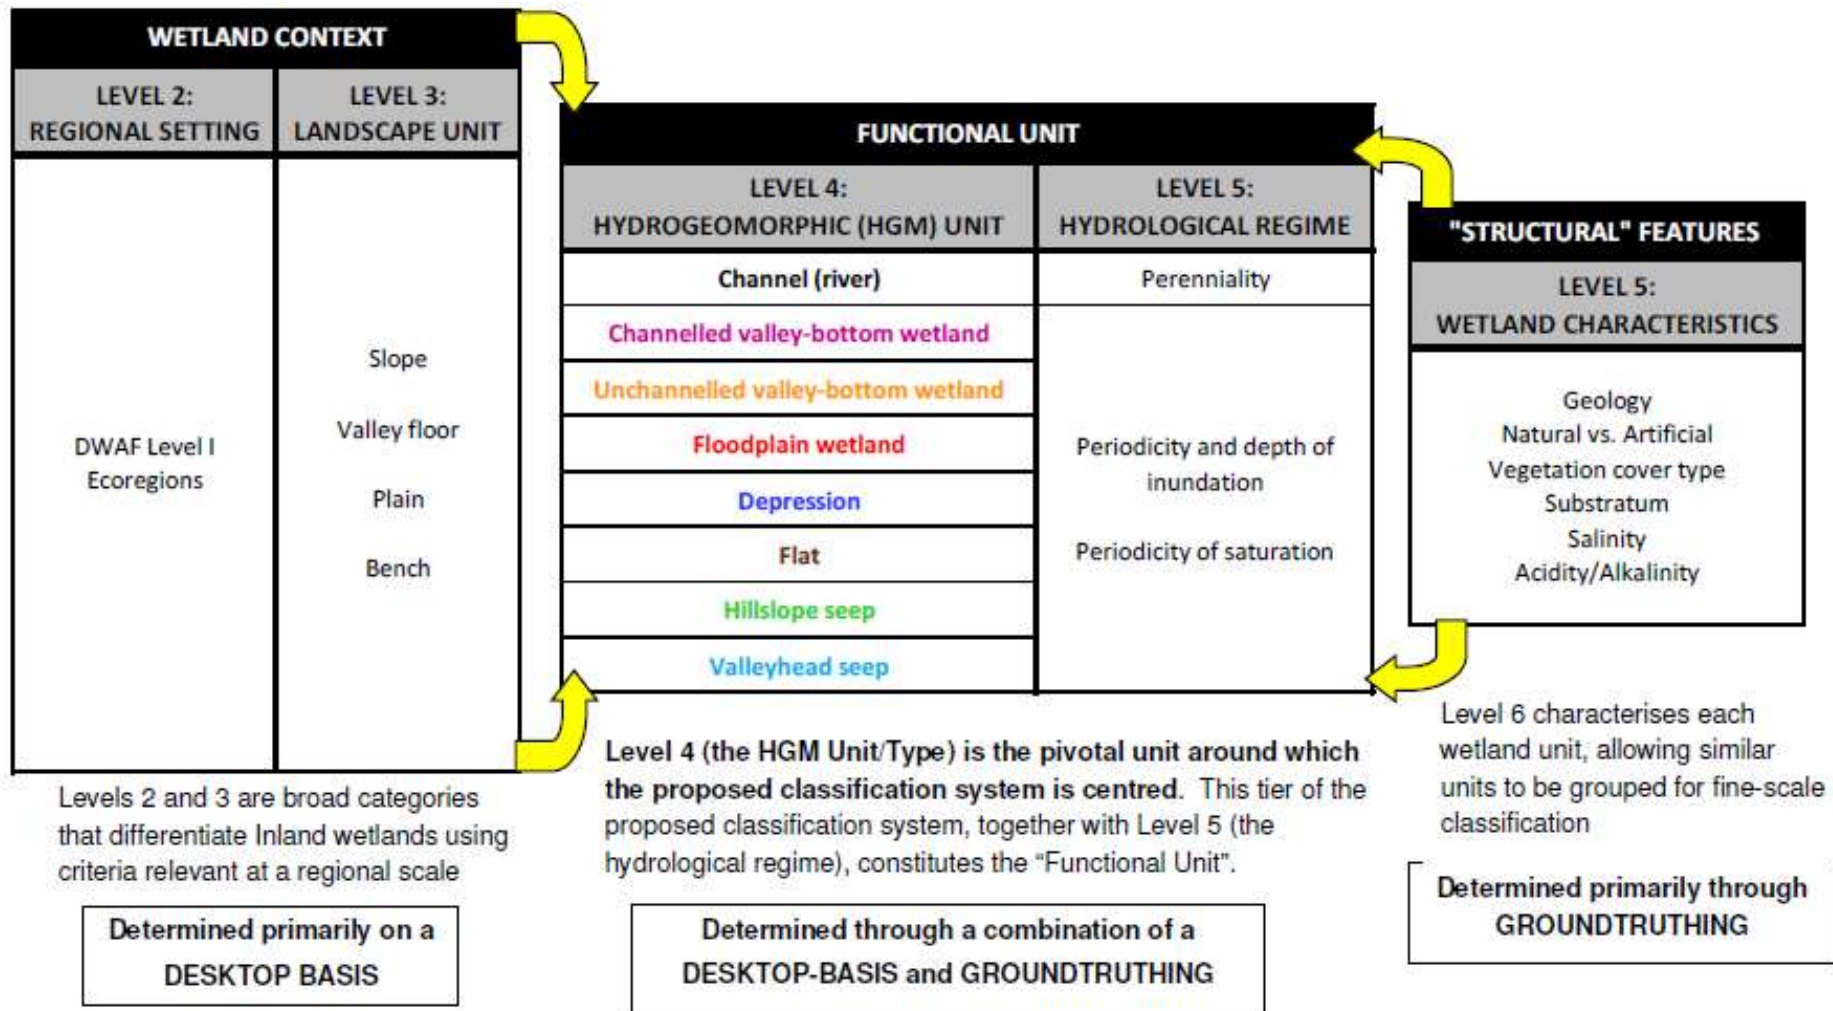 WETLAND CONTEXT
LEVEL 2:
REGIONAL SETTING
LEVEL 3:
LANDSCAPE UNIT
DWAF Level I
Ecoregions
Slope
Valley floor
Plain
Bench
Levels 2 and 3 are broad categories
that differentiate Inland wetlands using
criteria relevant at a regional scale
Determined primarily on a
DESKTOP BASIS
FUNCTIONAL UNIT
LEVEL 4:
HYDROGEOMORPHIC (HGM) UNIT
LEVEL 5:
HYDROLOGICAL REGIME
Channel (river)
Perenniality
Channelled valley-bottom wetland
Unchannelled valley-bottom wetland
Floodplain wetland
Depression
Flat
Hillslope seep
Valleyhead seep
Periodicity and depth of
inundation
Periodicity of saturation
Level 4 (the HGM Unit/Type) is the pivotal unit around which
the proposed classification system is centred. This tier of the
proposed classification system, together with Level 5 (the
hydrological regime), constitutes the “Functional Unit”.
Determined through a combination of a
DESKTOP-BASIS and GROUNDTRUTHING
"STRUCTURAL" FEATURES
LEVEL 5:
WETLAND CHARACTERISTICS
Geology
Natural vs. Artificial
Vegetation cover type
Substratum
Salinity
Acidity/Alkalinity
Level 6 characterises each
wetland unit, allowing similar
units to be grouped for fine-scale
classification
Determined primarily through
GROUNDTRUTHING